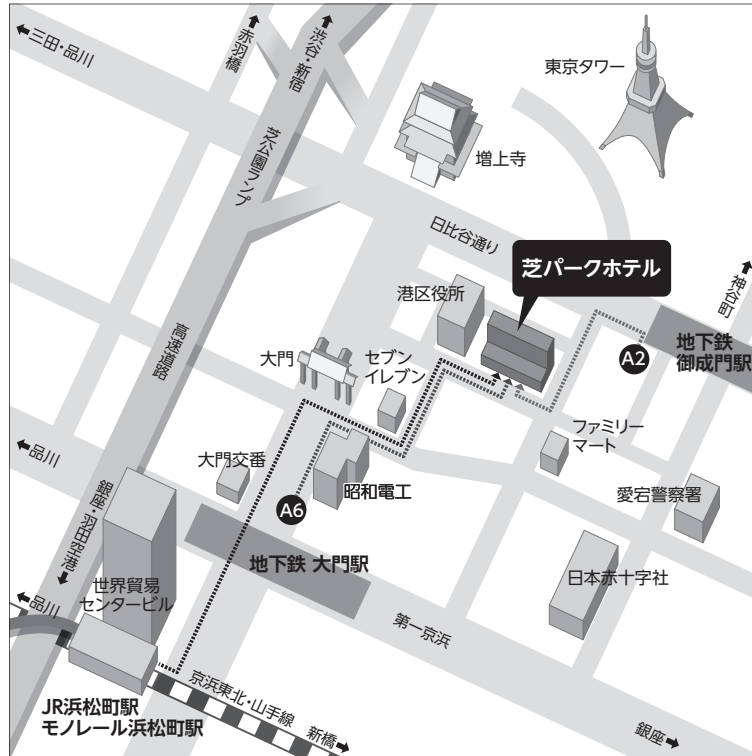 三田・品川
赤羽橋
渋谷・新宿
東京タワー
芝公園ランプ
増上寺
日比谷通り
芝パークホテル
港区役所
神谷町
地下鉄
御成門駅
A2
高速道路
大門
セブン
イレブン
ファミリー
マート
品川
大門交番
昭和電工
A6
愛宕警察署
銀座・羽田空港
地下鉄 大門駅
世界貿易
センタービル
日本赤十字社
品川
第一京浜
JR浜松町駅
モノレール浜松町駅
京浜東北・山手線
新橋
銀座